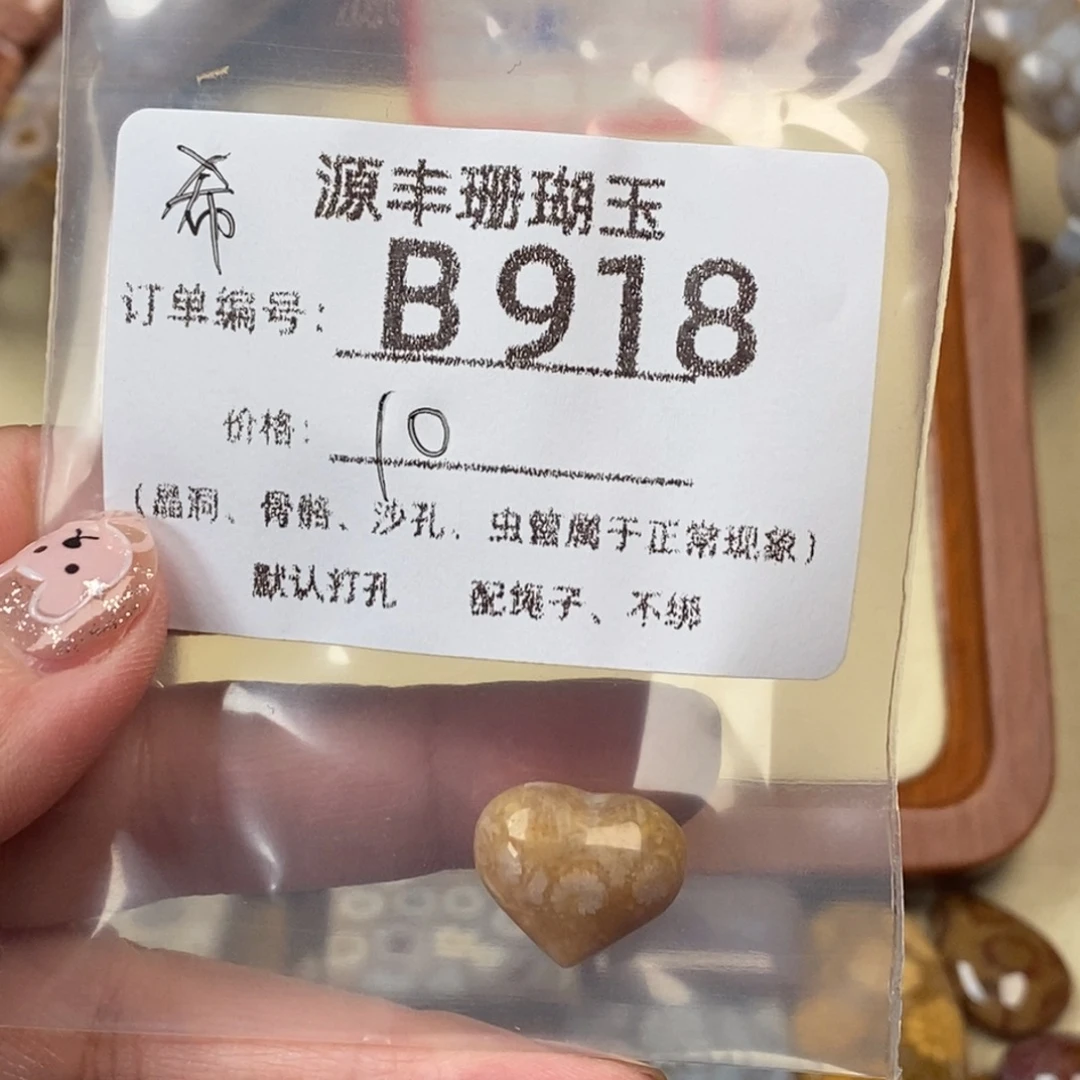 希 源丰珊瑚玉
订单编号: B918
价格: 10
(晶洞、骨骼、沙孔、虫管属于正常现象)
默认打孔 配绳子、不绑